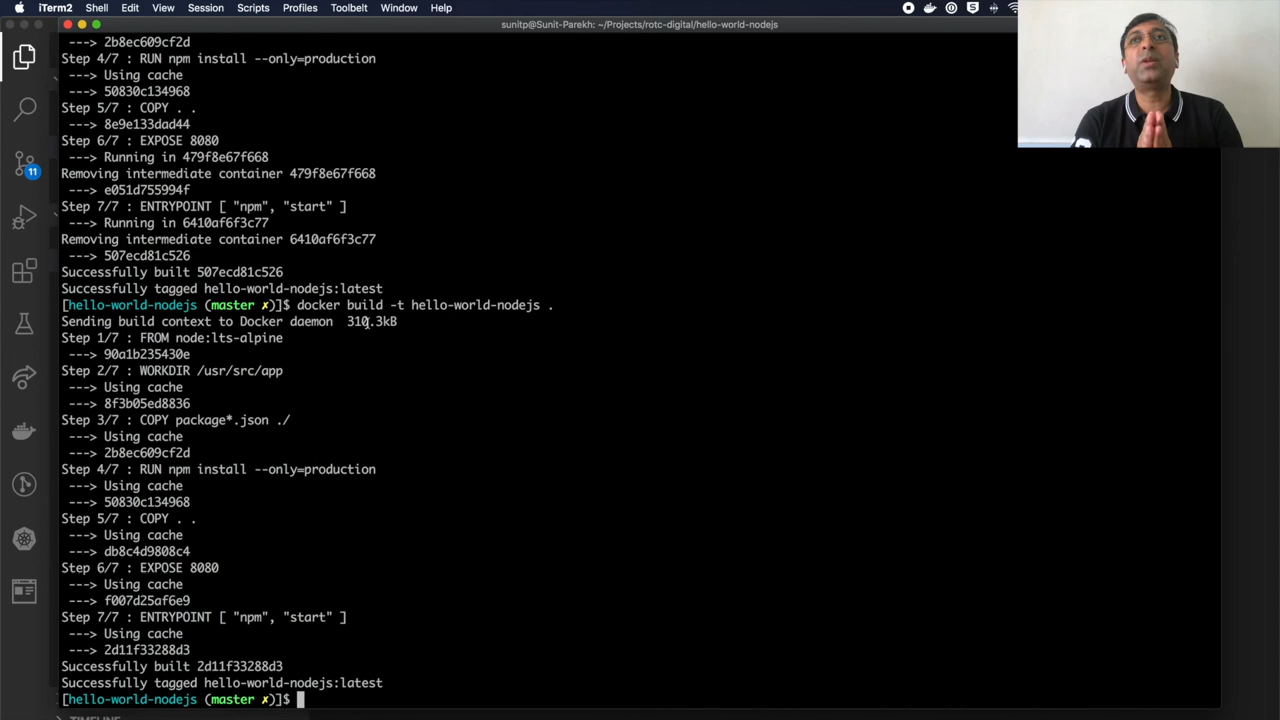 iTerm2 Shell Edit View Session Scripts Profiles Toolbelt Window Help
sunitp@Sunit-Parekh: ~/Projects/rotc-digital/hello-world-nodejs
---> 2b8ec609cf2d
Step 4/7 : RUN npm install --only=production
---> Using cache
---> 50830c134968
Step 5/7 : COPY . .
---> 8e9e133dad44
Step 6/7 : EXPOSE 8080
---> Running in 479f8e67f668
Removing intermediate container 479f8e67f668
---> e051d755994f
Step 7/7 : ENTRYPOINT [ "npm", "start" ]
---> Running in 6410af6f3c77
Removing intermediate container 6410af6f3c77
---> 507ecd81c526
Successfully built 507ecd81c526
Successfully tagged hello-world-nodejs:latest
[hello-world-nodejs (master ✗)]$ docker build -t hello-world-nodejs .
Sending build context to Docker daemon 310.3kB
Step 1/7 : FROM node:lts-alpine
---> 90a1b235430e
Step 2/7 : WORKDIR /usr/src/app
---> Using cache
---> 8f3b05ed8836
Step 3/7 : COPY package*.json ./
---> Using cache
---> 2b8ec609cf2d
Step 4/7 : RUN npm install --only=production
---> Using cache
---> 50830c134968
Step 5/7 : COPY . .
---> Using cache
---> db8c4d9808c4
Step 6/7 : EXPOSE 8080
---> Using cache
---> f007d25af6e9
Step 7/7 : ENTRYPOINT [ "npm", "start" ]
---> Using cache
---> 2d11f33288d3
Successfully built 2d11f33288d3
Successfully tagged hello-world-nodejs:latest
[hello-world-nodejs (master ✗)]$
11
TIMELINE